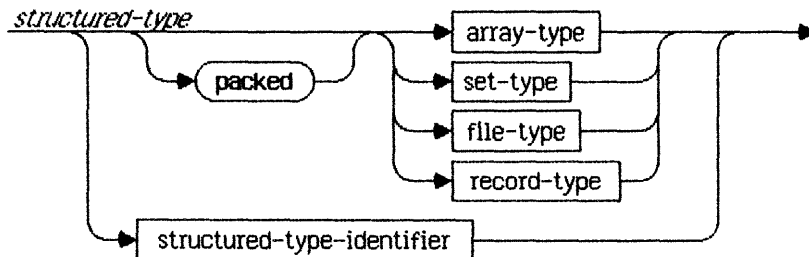 structured-type
array-type
packed
set-type
file-type
record-type
structured-type-identifier